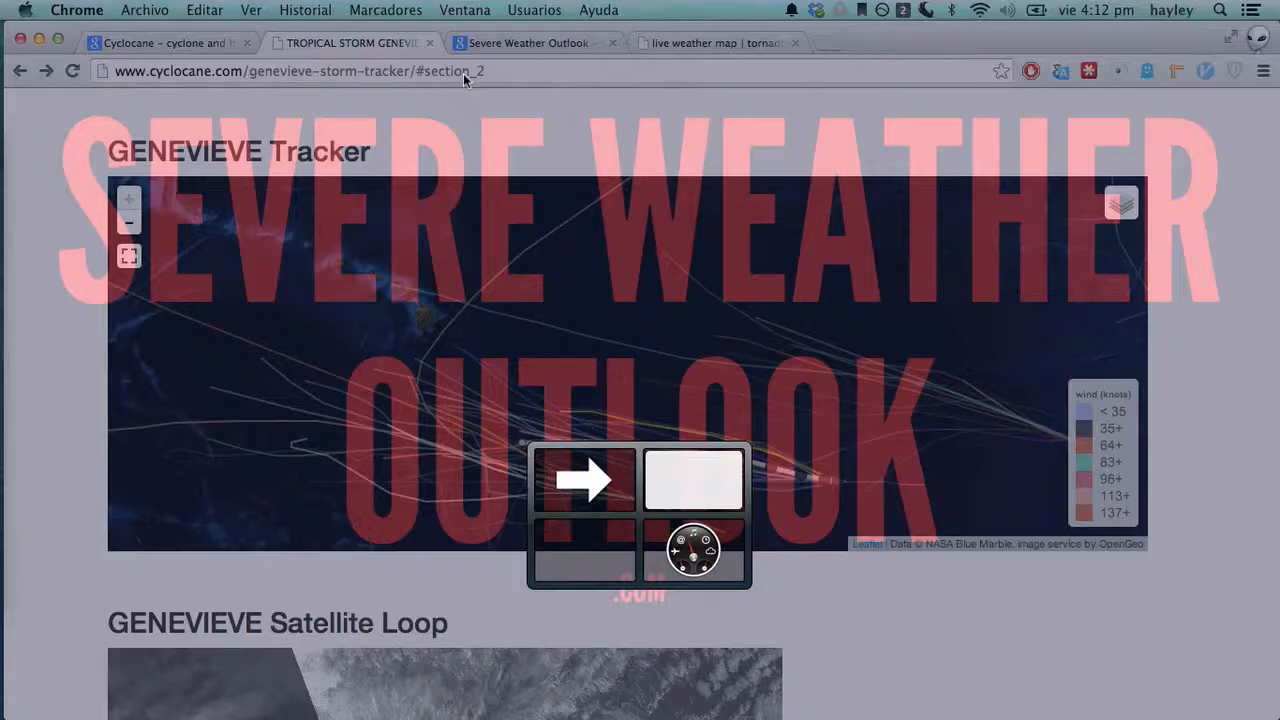 Chrome Archivo Editar Ver Historial Marcadores Ventana Usuarios Ayuda 2 vie 4:12 pm hayley
Cyclocane - cyclone and h
TROPICAL STORM GENEVIE
Severe Weather Outlook -
live weather map | tornad
www.cyclocane.com/genevieve-storm-tracker/#section_2
SEVERE WEATHER
OUTLOOK
.COM
GENEVIEVE Tracker
+
-
wind (knots)
< 35
35+
64+
83+
96+
113+
137+
Leaflet | Data © NASA Blue Marble, image service by OpenGeo
GENEVIEVE Satellite Loop